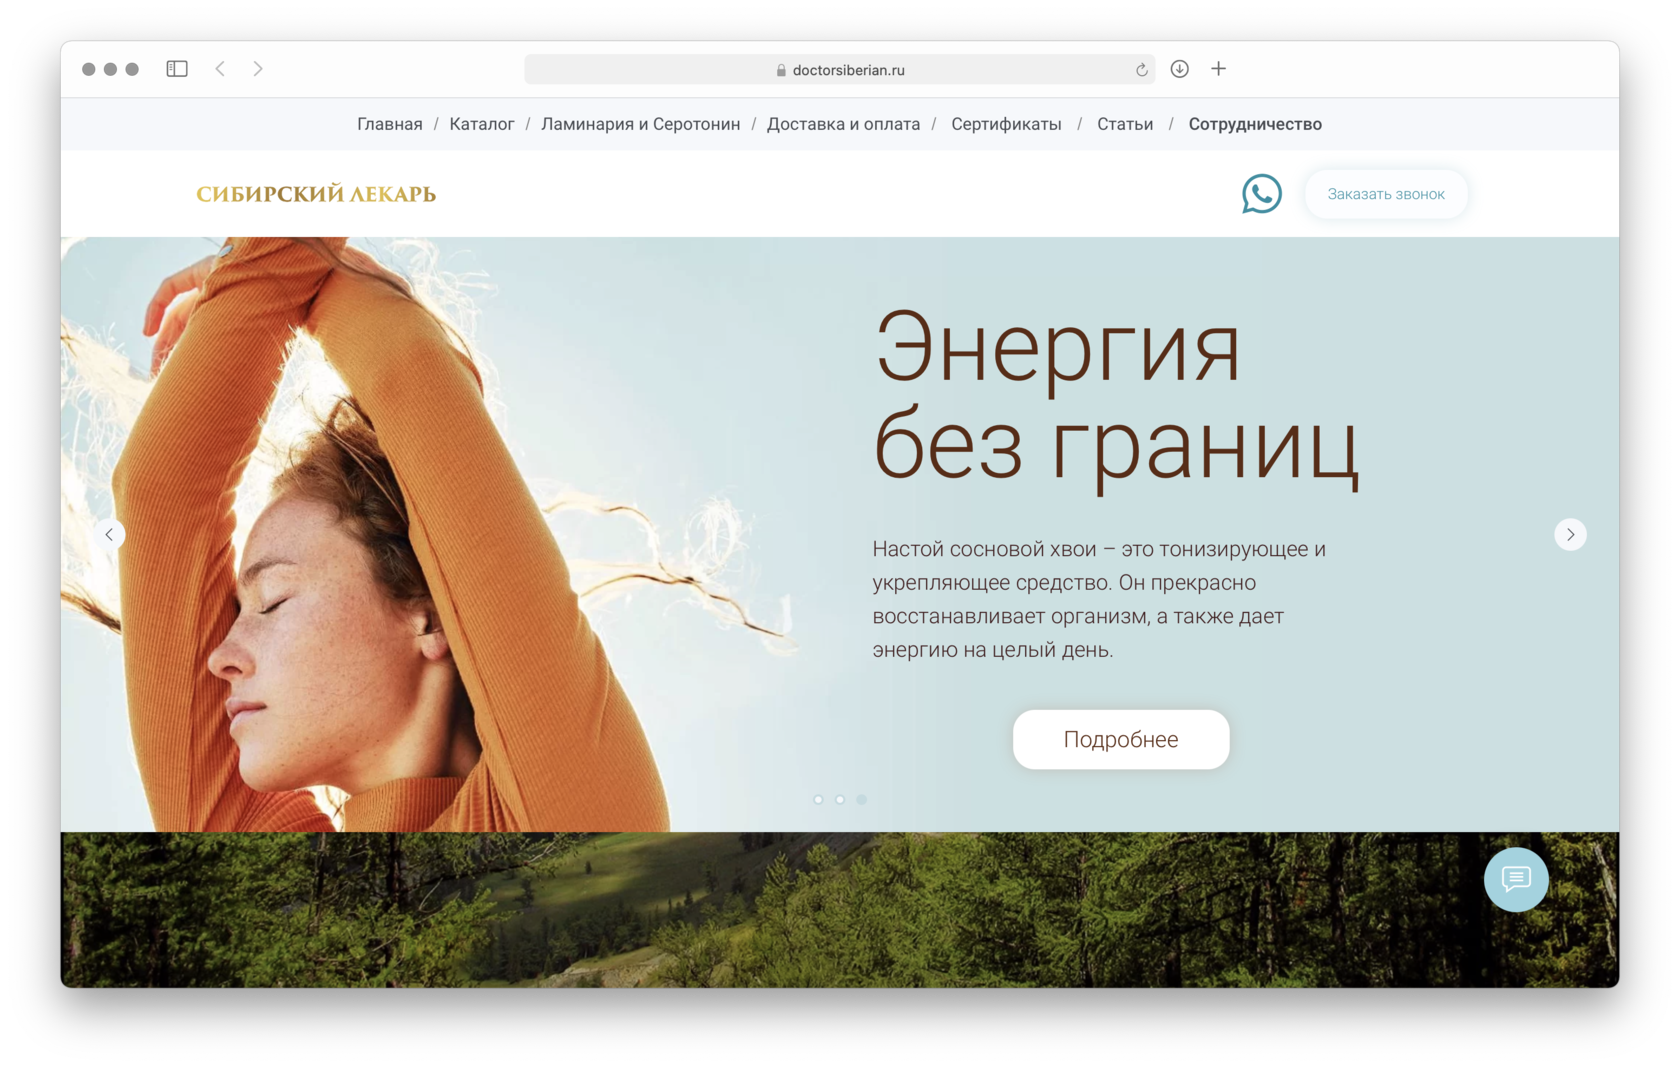 doctorsiberian.ru
Главная / Каталог / Ламинария и Серотонин / Доставка и оплата / Сертификаты / Статьи / Сотрудничество
СИБИРСКИЙ ЛЕКАРЬ
Заказать звонок
Энергия
без границ
Настой сосновой хвои – это тонизирующее и
укрепляющее средство. Он прекрасно
восстанавливает организм, а также дает
энергию на целый день.
Подробнее